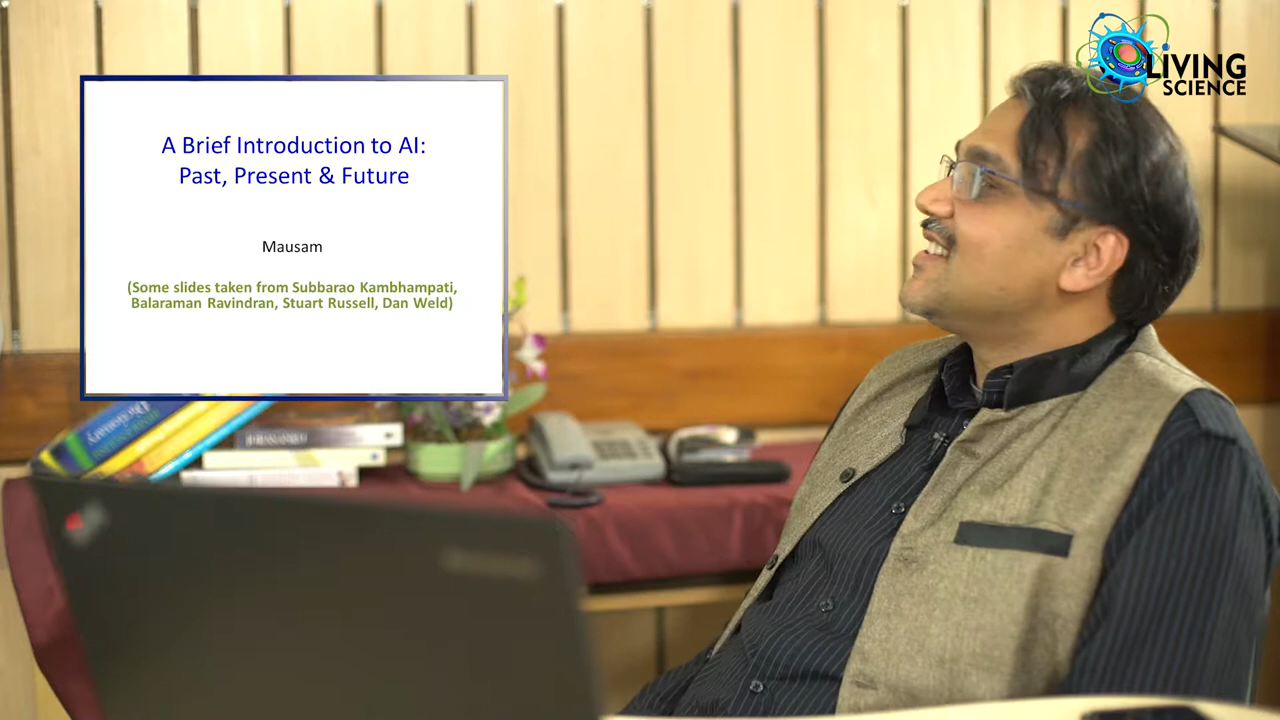 LIVING
SCIENCE
A Brief Introduction to AI:
Past, Present & Future
Mausam
(Some slides taken from Subbarao Kambhampati,
Balaraman Ravindran, Stuart Russell, Dan Weld)
Dictionary